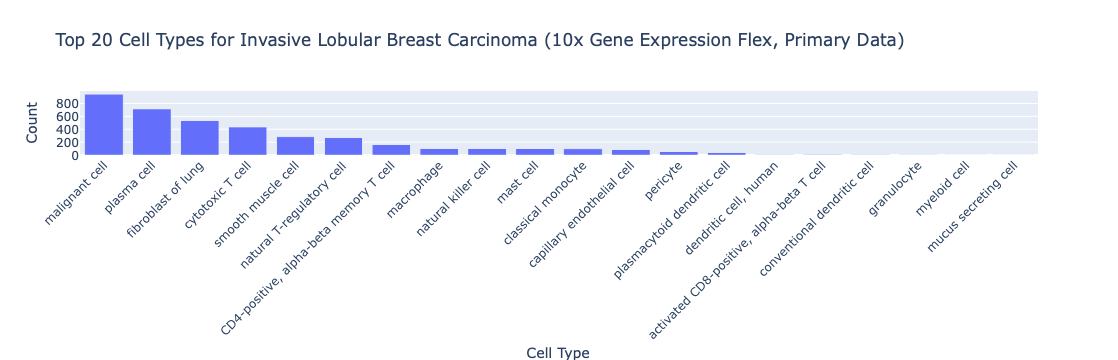 Top 20 Cell Types for Invasive Lobular Breast Carcinoma (10x Gene Expression Flex, Primary Data)
Count
800
600
400
200
0
malignant cell
plasma cell
fibroblast of lung
cytotoxic T cell
smooth muscle cell
natural T-regulatory cell
CD4-positive, alpha-beta memory T cell
macrophage
natural killer cell
mast cell
classical monocyte
capillary endothelial cell
pericyte
plasmacytoid dendritic cell
dendritic cell, human
activated CD8-positive, alpha-beta T cell
conventional dendritic cell
granulocyte
myeloid cell
mucus secreting cell
Cell Type